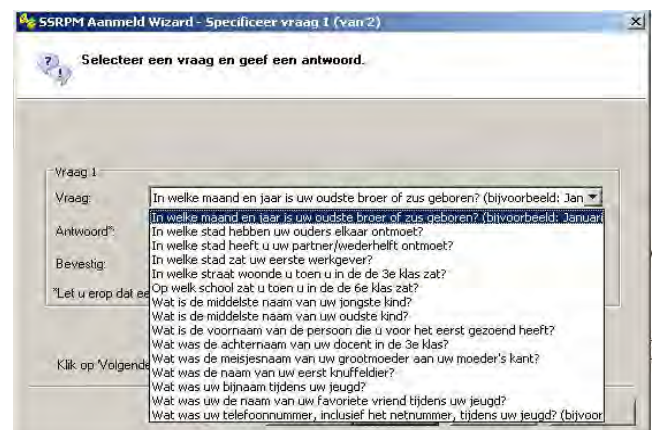 SSRPM Aanmeld Wizard - Specificeer vraag 1 (van 2)
Selecteer een vraag en geef een antwoord.
Vraag 1
Vraag: In welke maand en jaar is uw oudste broer of zus geboren? (bijvoorbeeld: Jan
In welke maand en jaar is uw oudste broer of zus geboren? (bijvoorbeeld: Januari
Antwoord*: In welke stad hebben uw ouders elkaar ontmoet?
In welke stad heeft u uw partner/wederhelft ontmoet?
Bevestig: In welke stad zat uw eerste werkgever?
In welke straat woonde u toen u in de de 3e klas zat?
*Let u erop dat ee Op welk school zat u toen u in de de 6e klas zat?
Wat is de middelste naam van uw jongste kind?
Wat is de middelste naam van uw oudste kind?
Wat is de voornaam van de persoon die u voor het eerst gezoend heeft?
Wat was de achternaam van uw docent in de 3e klas?
Klik op 'Volgende Wat was de meisjesnaam van uw grootmoeder aan uw moeder's kant?
Wat was de naam van uw eerst knuffeldier?
Wat was uw bijnaam tijdens uw jeugd?
Wat was uw de naam van uw favoriete vriend tijdens uw jeugd?
Wat was uw telefoonnummer, inclusief het netnummer, tijdens uw jeugd? (bijvoor